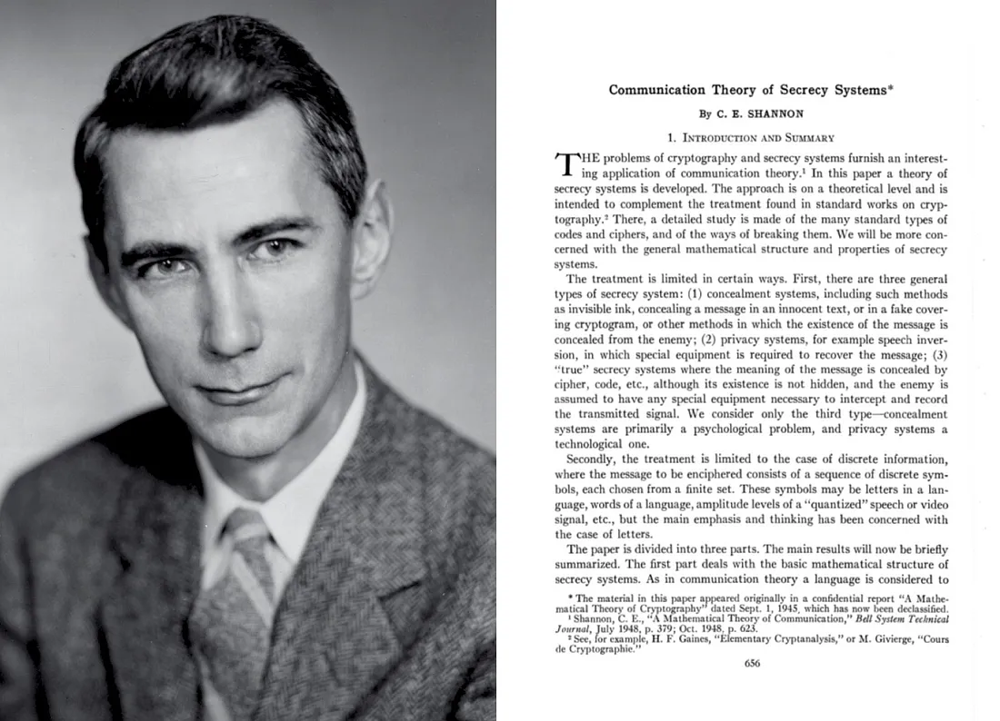 Communication Theory of Secrecy Systems*
By C. E. SHANNON
1. INTRODUCTION AND SUMMARY
THE problems of cryptography and secrecy systems furnish an interest-
ing application of communication theory.¹ In this paper a theory of
secrecy systems is developed. The approach is on a theoretical level and is
intended to complement the treatment found in standard works on cryp-
tography.² There, a detailed study is made of the many standard types of
codes and ciphers, and of the ways of breaking them. We will be more con-
cerned with the general mathematical structure and properties of secrecy
systems.
The treatment is limited in certain ways. First, there are three general
types of secrecy system: (1) concealment systems, including such methods
as invisible ink, concealing a message in an innocent text, or in a fake cover-
ing cryptogram, or other methods in which the existence of the message is
concealed from the enemy; (2) privacy systems, for example speech inver-
sion, in which special equipment is required to recover the message; (3)
“true” secrecy systems where the meaning of the message is concealed by
cipher, code, etc., although its existence is not hidden, and the enemy is
assumed to have any special equipment necessary to intercept and record
the transmitted signal. We consider only the third type—concealment
systems are primarily a psychological problem, and privacy systems a
technological one.
Secondly, the treatment is limited to the case of discrete information,
where the message to be enciphered consists of a sequence of discrete sym-
bols, each chosen from a finite set. These symbols may be letters in a lan-
guage, words of a language, amplitude levels of a “quantized” speech or video
signal, etc., but the main emphasis and thinking has been concerned with
the case of letters.
The paper is divided into three parts. The main results will now be briefly
summarized. The first part deals with the basic mathematical structure of
secrecy systems. As in communication theory a language is considered to
* The material in this paper appeared originally in a confidential report “A Mathe-
matical Theory of Cryptography” dated Sept. 1, 1945, which has now been declassified.
¹ Shannon, C. E., “A Mathematical Theory of Communication,” Bell System Technical
Journal, July 1948, p. 379; Oct. 1948, p. 623.
² See, for example, H. F. Gaines, “Elementary Cryptanalysis,” or M. Givierge, “Cours
de Cryptographie.”
656